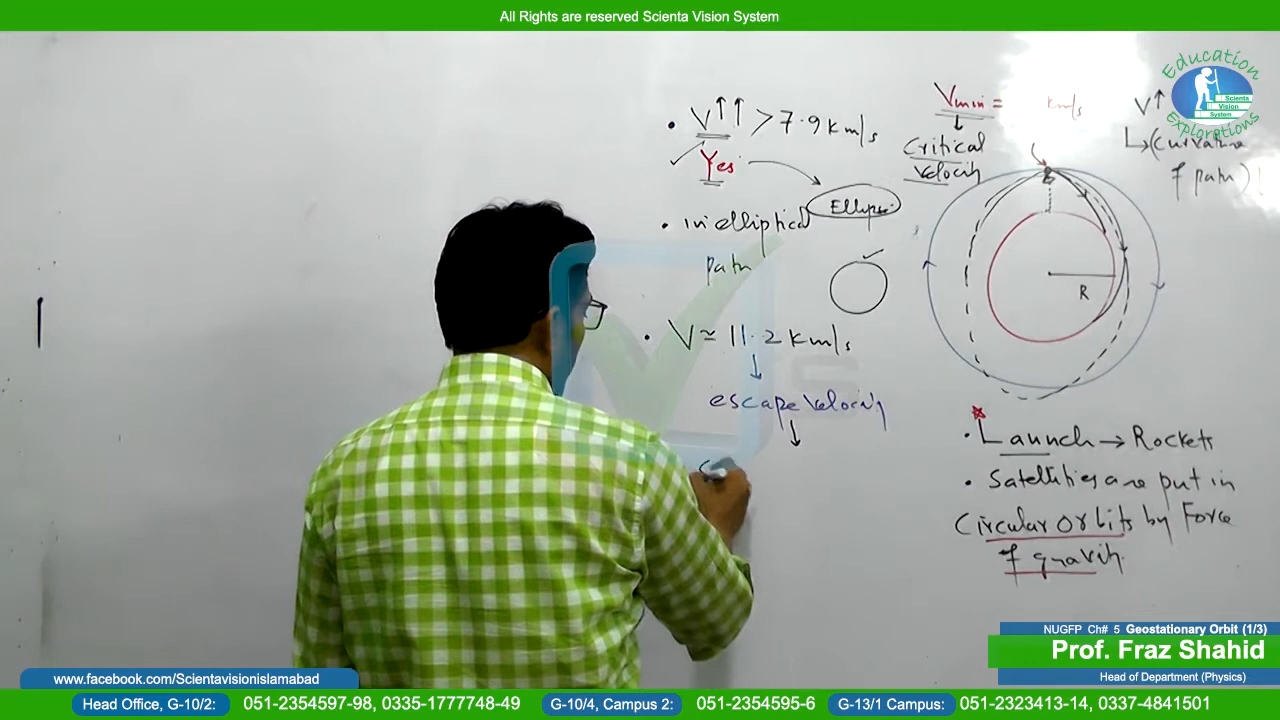 All Rights are reserved Scienta Vision System
Education
Scienta
Vision
System
Explorations
• V↑↑ > 7.9 km/s
✓ Yes
Ellipse
• in elliptical
path
• V ≃ 11.2 km/s
↓
escape velocity
↓
Vmin = km/s
↓
Critical
velocity
V↑
↳ (Curvature
of path)!
R
• Launch → Rockets
• Satellities are put in
Circular orbits by Force
of gravity.
NUGFP Ch# 5 Geostationary Orbit (1/3)
Prof. Fraz Shahid
Head of Department (Physics)
www.facebook.com/Scientavisionislamabad
Head Office, G-10/2: 051-2354597-98, 0335-1777748-49 G-10/4, Campus 2: 051-2354595-6 G-13/1 Campus: 051-2323413-14, 0337-4841501